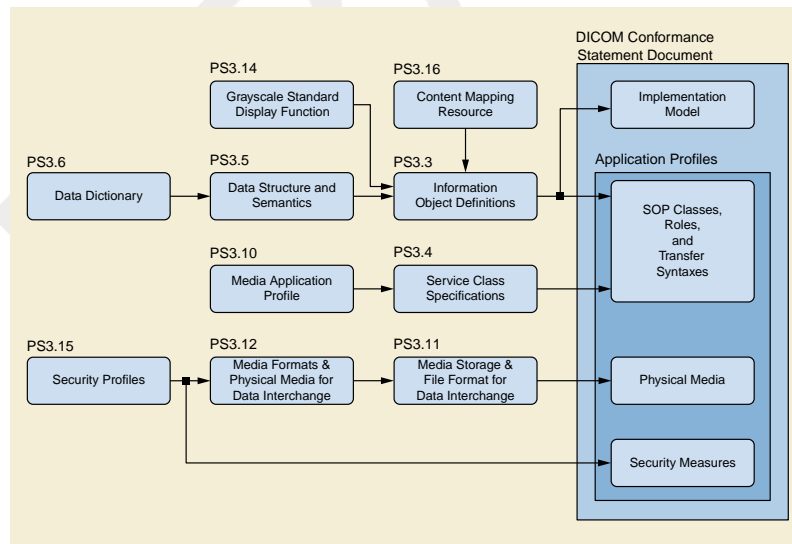 DICOM Conformance
Statement Document
PS3.14
Grayscale Standard
Display Function
PS3.16
Content Mapping
Resource
Implementation
Model
PS3.6
Data Dictionary
PS3.5
Data Structure and
Semantics
PS3.3
Information
Object Definitions
Application Profiles
SOP Classes,
Roles,
and
Transfer
Syntaxes
PS3.10
Media Application
Profile
PS3.4
Service Class
Specifications
PS3.15
Security Profiles
PS3.12
Media Formats &
Physical Media for
Data Interchange
PS3.11
Media Storage &
File Format for
Data Interchange
Physical Media
Security Measures